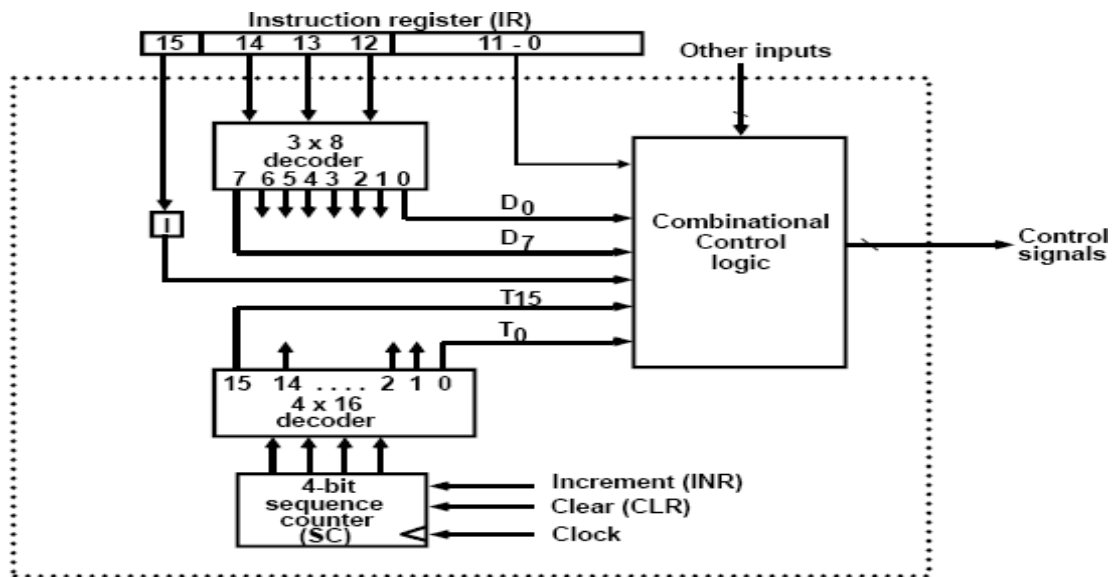 Instruction register (IR)
15 14 13 12 11 - 0
Other inputs
3 x 8
decoder
7 6 5 4 3 2 1 0
D0
I
D7
Combinational
Control
logic
Control
signals
T15
T0
15 14 . . . . 2 1 0
4 x 16
decoder
4-bit
sequence
counter
(SC)
Increment (INR)
Clear (CLR)
Clock